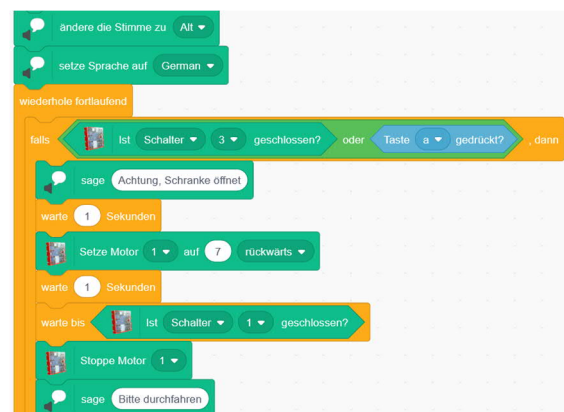 ändere die Stimme zu Alt
setze Sprache auf German
wiederhole fortlaufend
falls Ist Schalter 3 geschlossen? oder Taste a gedrückt? , dann
sage Achtung, Schranke öffnet
warte 1 Sekunden
Setze Motor 1 auf 7 rückwärts
warte 1 Sekunden
warte bis Ist Schalter 1 geschlossen?
Stoppe Motor 1
sage Bitte durchfahren